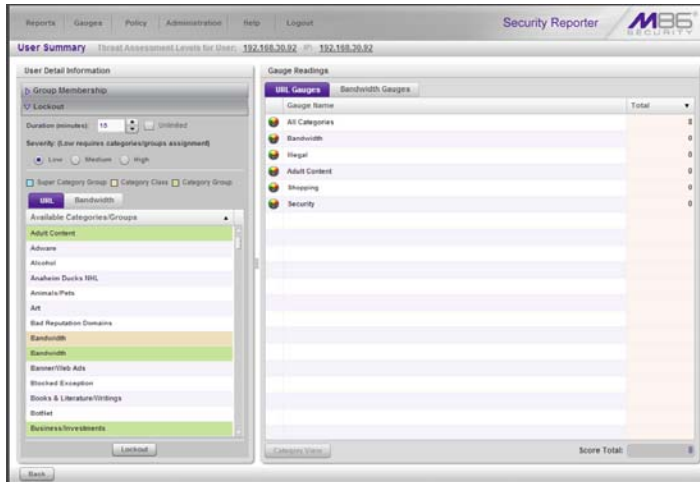 Reports Gauges Policy Administration Help Logout
Security Reporter
M86 SECURITY
User Summary Threat Assessment Levels for User: 192.168.30.92 IP: 192.168.30.92
User Detail Information
Group Membership
Lockout
Duration (minutes): 10 Unlimited
Severity: (Low requires categories/groups assignment)
Low Medium High
Super Category Group Category Class Category Group
URL Bandwidth
Available Categories/Groups
Adult Content
Adware
Alcohol
Anaheim Ducks NHL
Animals/Pets
Art
Bad Reputation Domains
Bandwidth
Bandwidth
Banner/Web Ads
Blocked Exception
Books & Literature/Writings
BotNet
Business/Investments
Lockout
Gauge Readings
URL Gauges Bandwidth Gauges
Gauge Name Total
All Categories 8
Bandwidth 0
Illegal 0
Adult Content 0
Shopping 0
Security 0
Category View
Score Total: 8
Back